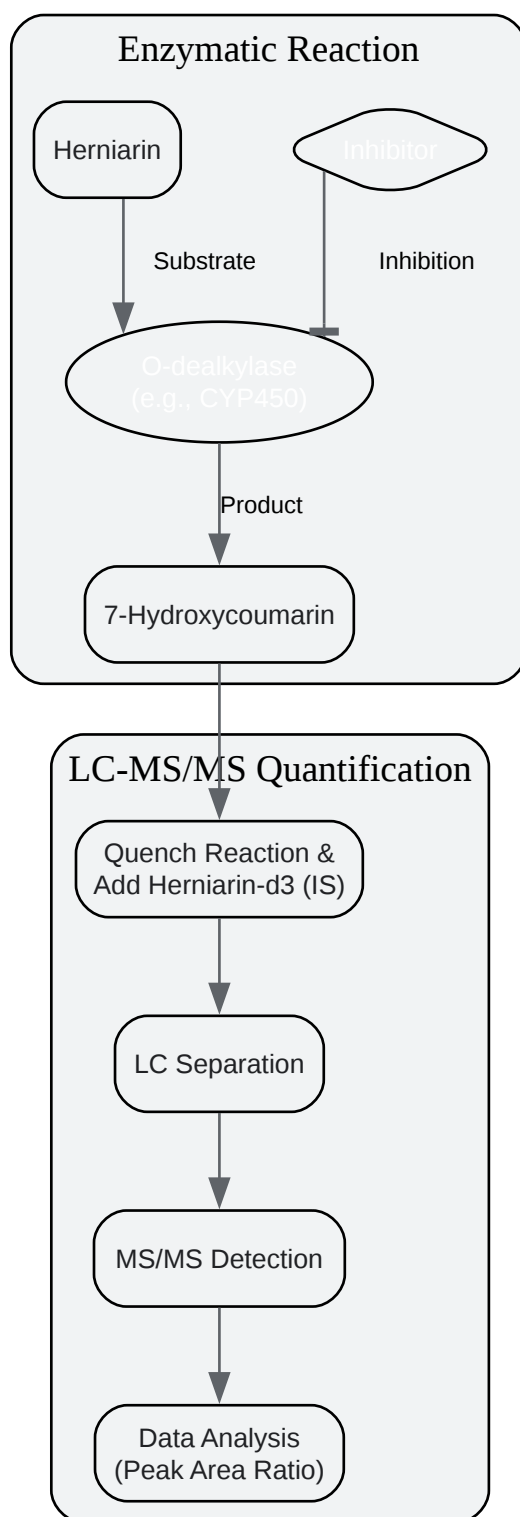 Enzymatic Reaction
Herniarin
Inhibitor
Substrate
Inhibition
O-dealkylase
(e.g., CYP450)
Product
7-Hydroxycoumarin
LC-MS/MS Quantification
Quench Reaction &
Add Herniarin-d3 (IS)
LC Separation
MS/MS Detection
Data Analysis
(Peak Area Ratio)